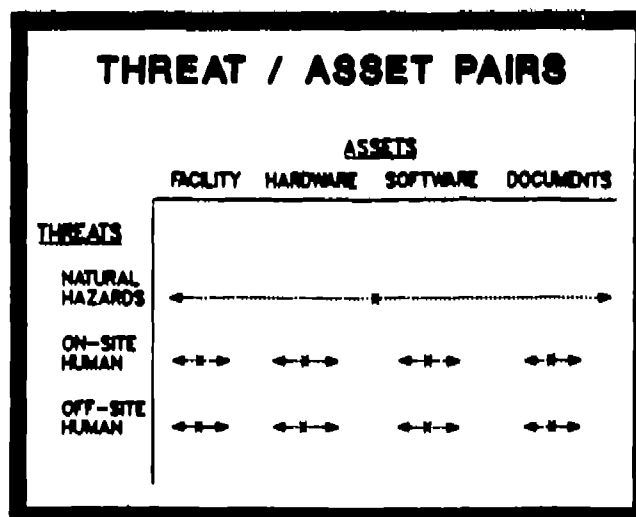 THREAT / ASSET PAIRS
ASSETS
FACILITY HARDWARE SOFTWARE DOCUMENTS
THREATS
NATURAL
HAZARDS
ON-SITE
HUMAN
OFF-SITE
HUMAN